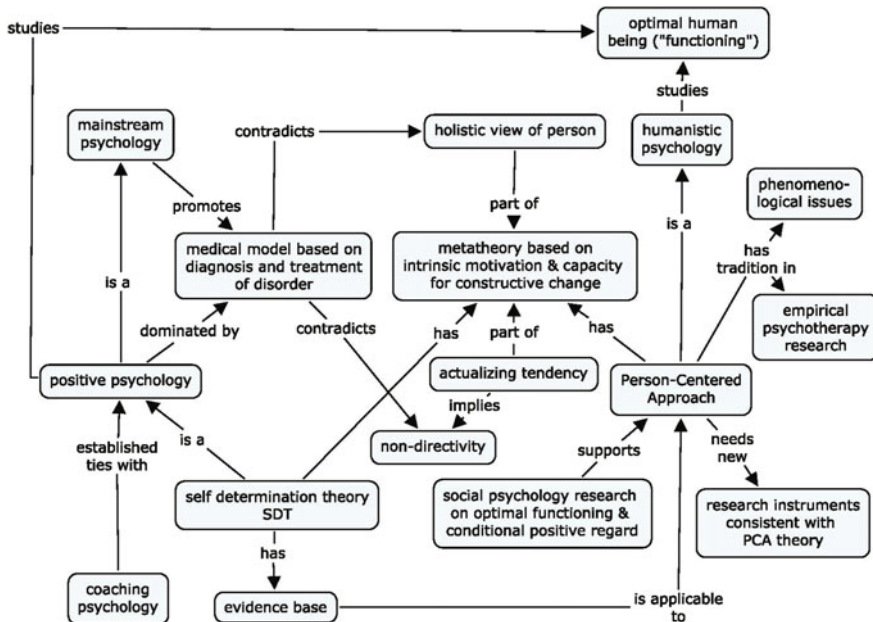 studies
optimal human
being ("functioning")
studies
mainstream
psychology
contradicts
holistic view of person
humanistic
psychology
phenomeno-
logical issues
promotes
part of
is a
has
tradition in
medical model based on
diagnosis and treatment
of disorder
metatheory based on
intrinsic motivation & capacity
for constructive change
is a
empirical
psychotherapy
research
dominated by
contradicts
has
part of
has
positive psychology
actualizing tendency
Person-Centered
Approach
implies
established
ties with
is a
non-directivity
supports
needs
new
self determination theory
SDT
social psychology research
on optimal functioning &
conditional positive regard
research instruments
consistent with
PCA theory
has
coaching
psychology
evidence base
is applicable
to